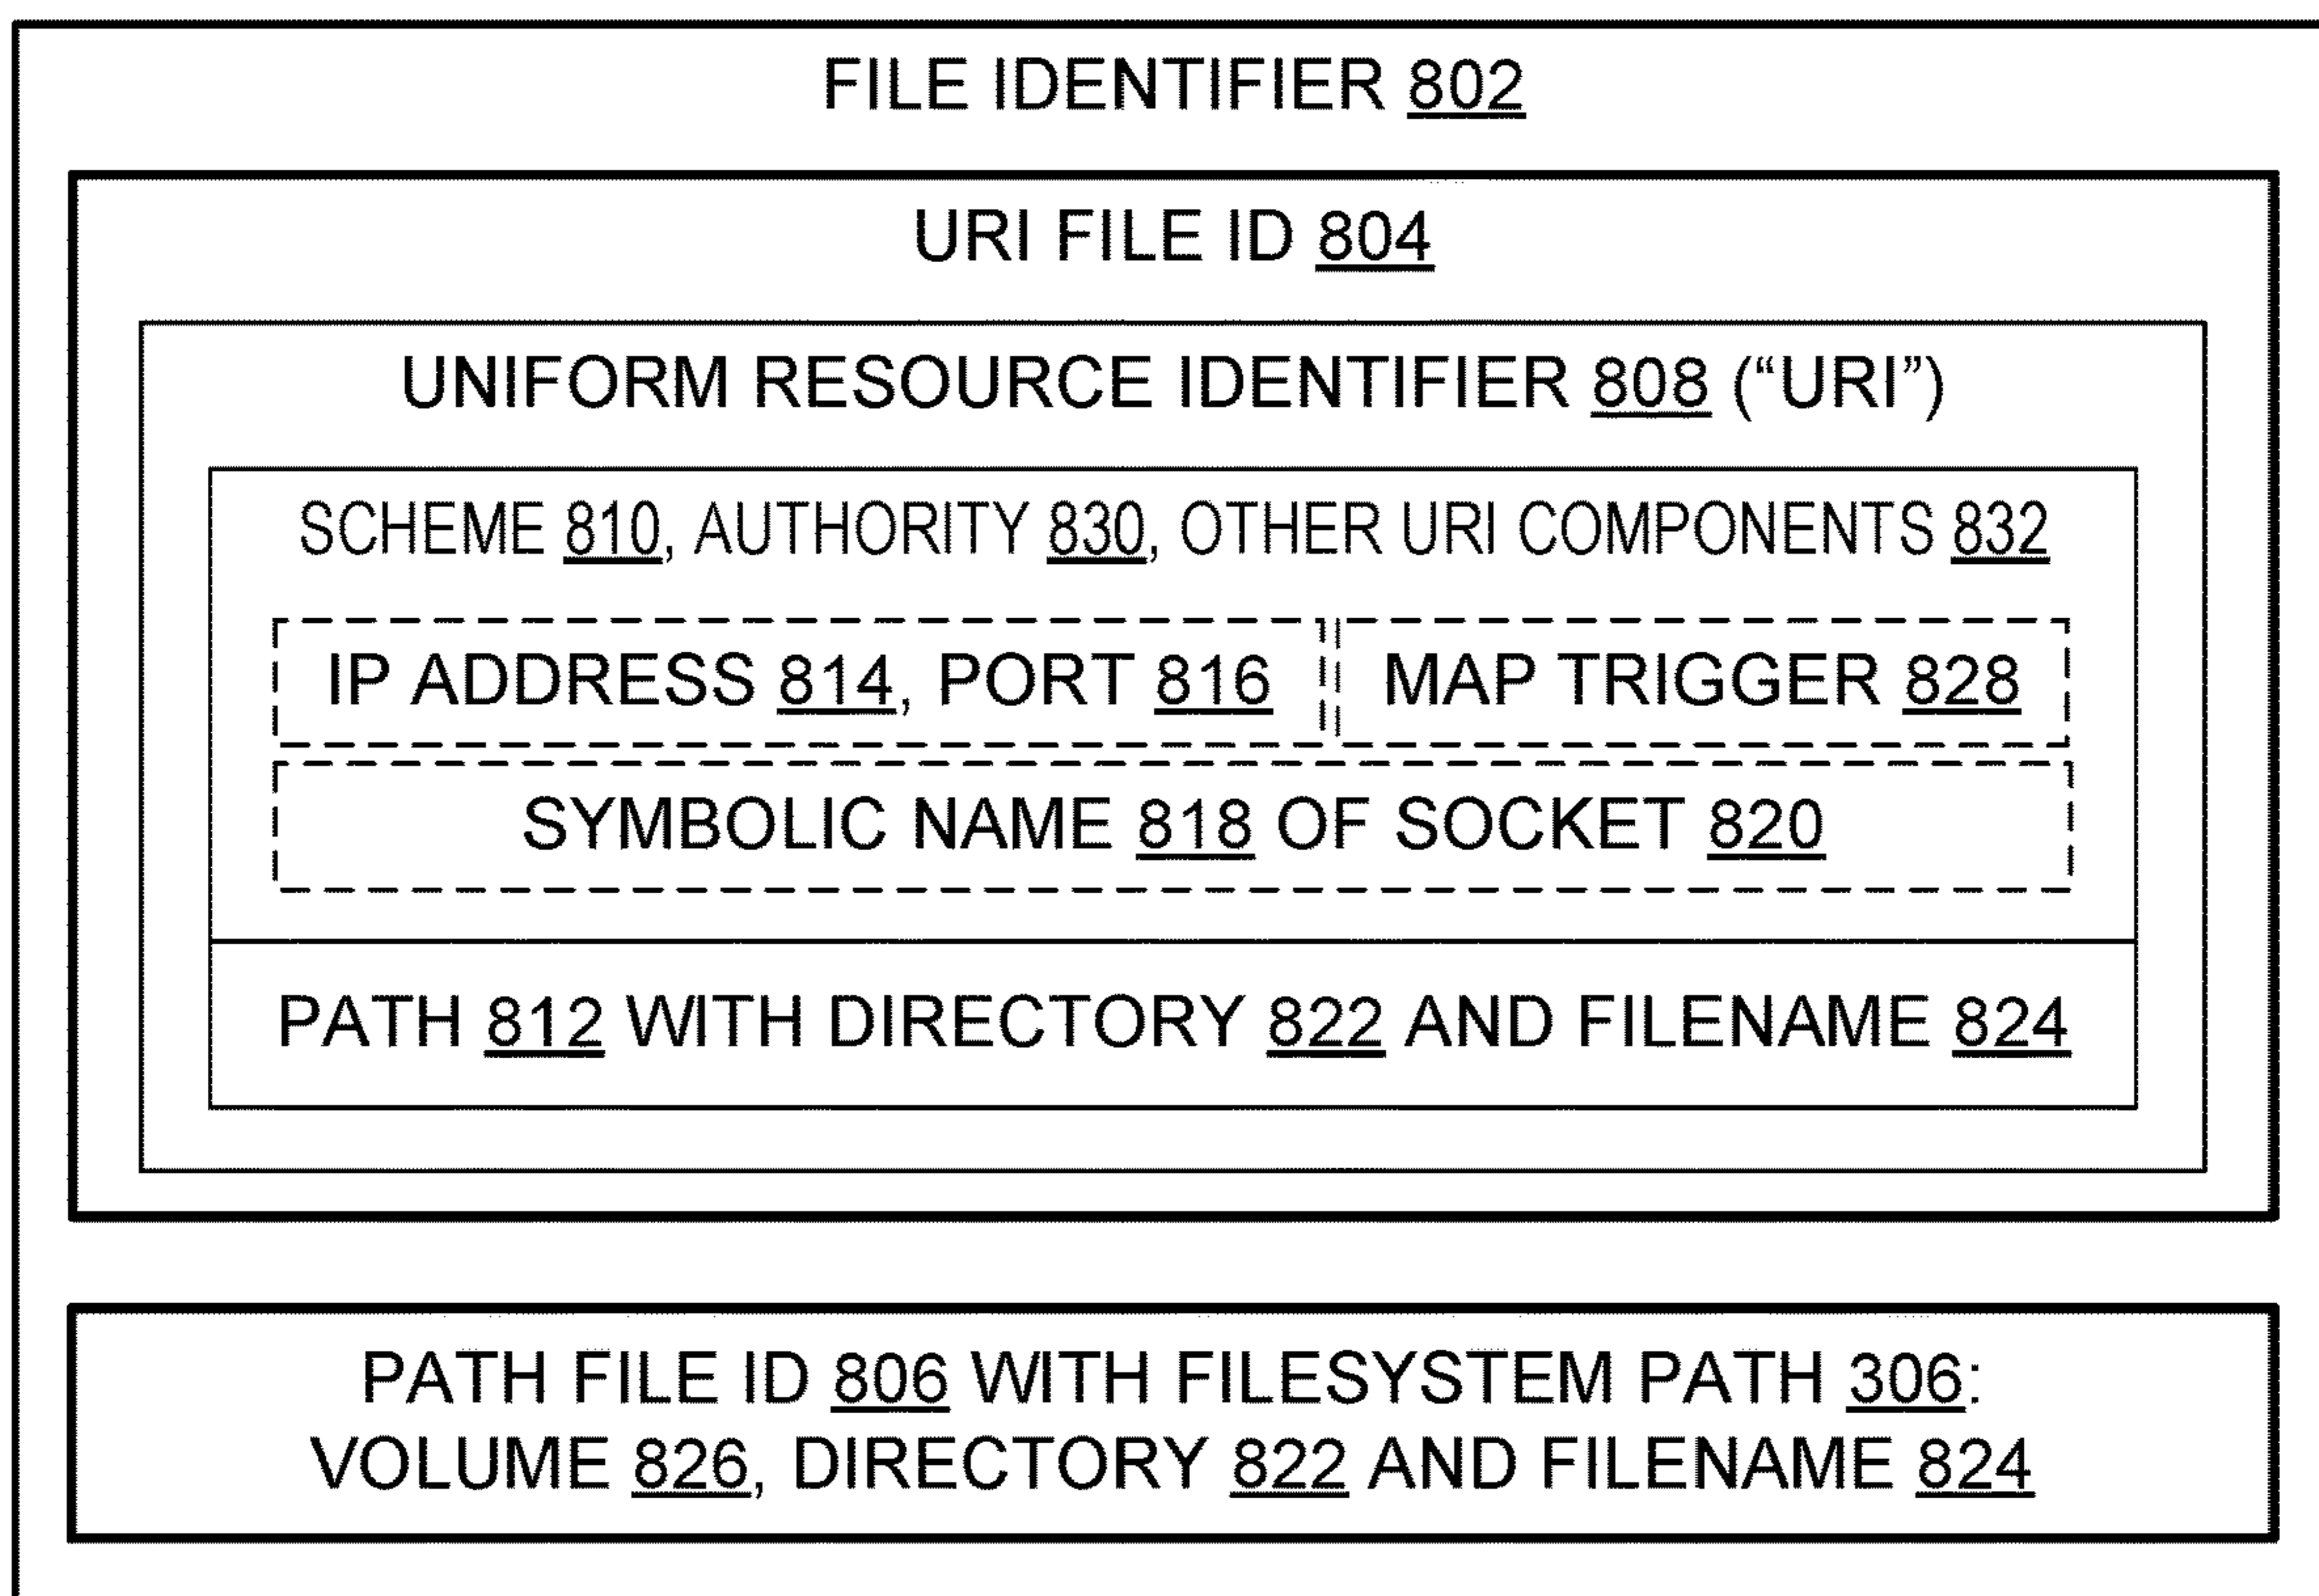 FILE IDENTIFIER 802
URI FILE ID 804
UNIFORM RESOURCE IDENTIFIER 808 (“URI”)
SCHEME 810, AUTHORITY 830, OTHER URI COMPONENTS 832
IP ADDRESS 814, PORT 816
MAP TRIGGER 828
SYMBOLIC NAME 818 OF SOCKET 820
PATH 812 WITH DIRECTORY 822 AND FILENAME 824
PATH FILE ID 806 WITH FILESYSTEM PATH 306:
VOLUME 826, DIRECTORY 822 AND FILENAME 824